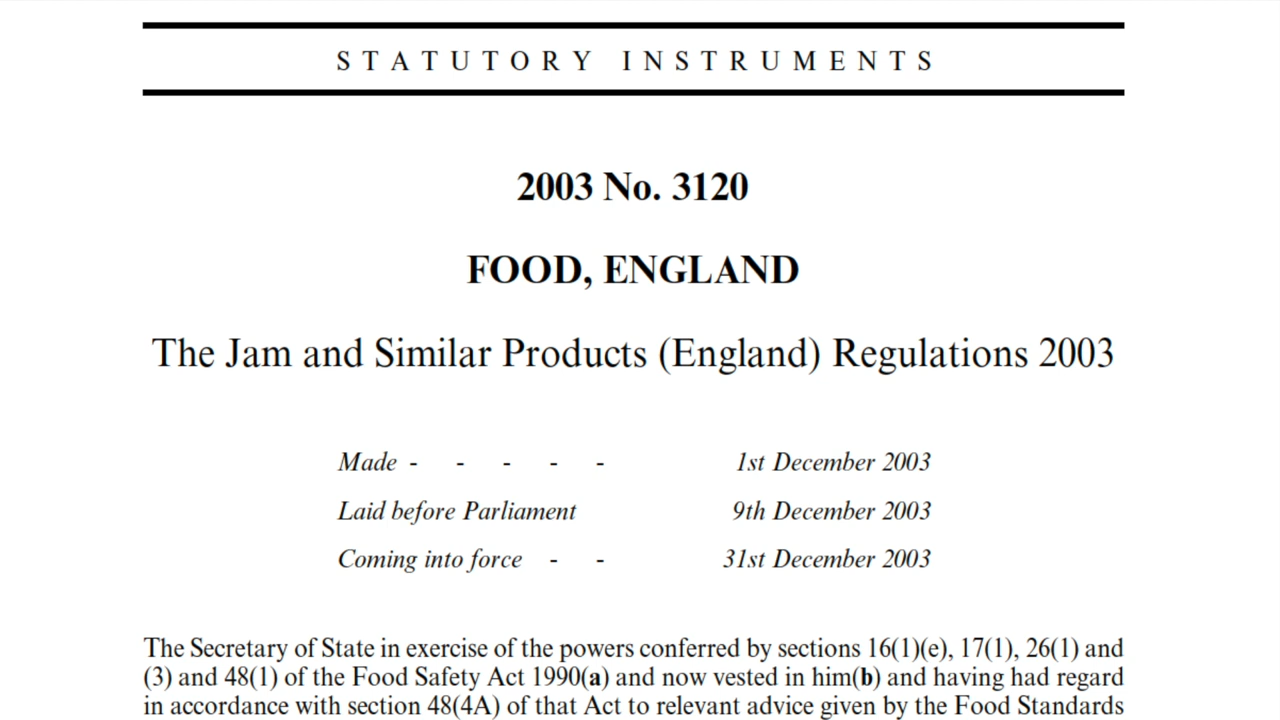 STATUTORY INSTRUMENTS
2003 No. 3120
FOOD, ENGLAND
The Jam and Similar Products (England) Regulations 2003
Made - - - - - 1st December 2003
Laid before Parliament 9th December 2003
Coming into force - - 31st December 2003
The Secretary of State in exercise of the powers conferred by sections 16(1)(e), 17(1), 26(1) and
(3) and 48(1) of the Food Safety Act 1990(a) and now vested in him(b) and having had regard
in accordance with section 48(4A) of that Act to relevant advice given by the Food Standards